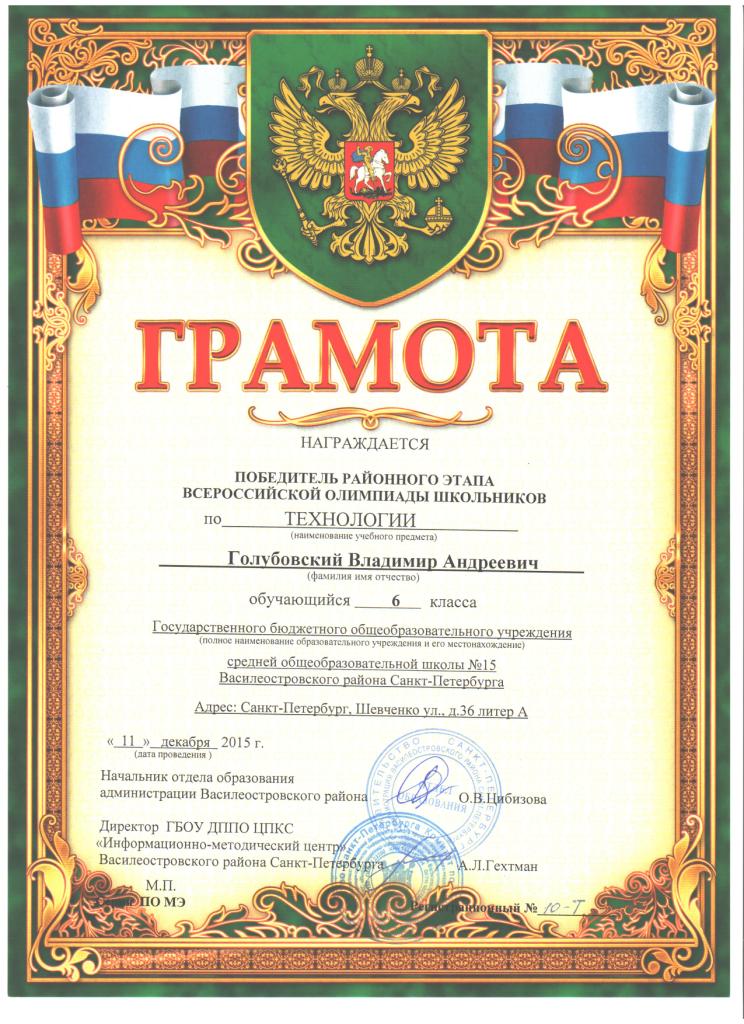 ГРАМОТА
НАГРАЖДАЕТСЯ
ПОБЕДИТЕЛЬ РАЙОННОГО ЭТАПА
ВСЕРОССИЙСКОЙ ОЛИМПИАДЫ ШКОЛЬНИКОВ
по ТЕХНОЛОГИИ
(наименование учебного предмета)
Голубовский Владимир Андреевич
(фамилия имя отчество)
обучающийся 6 класса
Государственного бюджетного общеобразовательного учреждения
(полное наименование образовательного учреждения и его местонахождение)
средней общеобразовательной школы №15
Василеостровского района Санкт-Петербурга
Адрес: Санкт-Петербург, Шевченко ул., д.36 литер А
« 11 » декабря 2015 г.
(дата проведения )
Начальник отдела образования
администрации Василеостровского района О.В.Цибизова
Директор ГБОУ ДППО ЦПКС
«Информационно-методический центр»
Василеостровского района Санкт-Петербурга А.Л.Гехтман
М.П.
ПО МЭ
Регистрационный № 10-Т